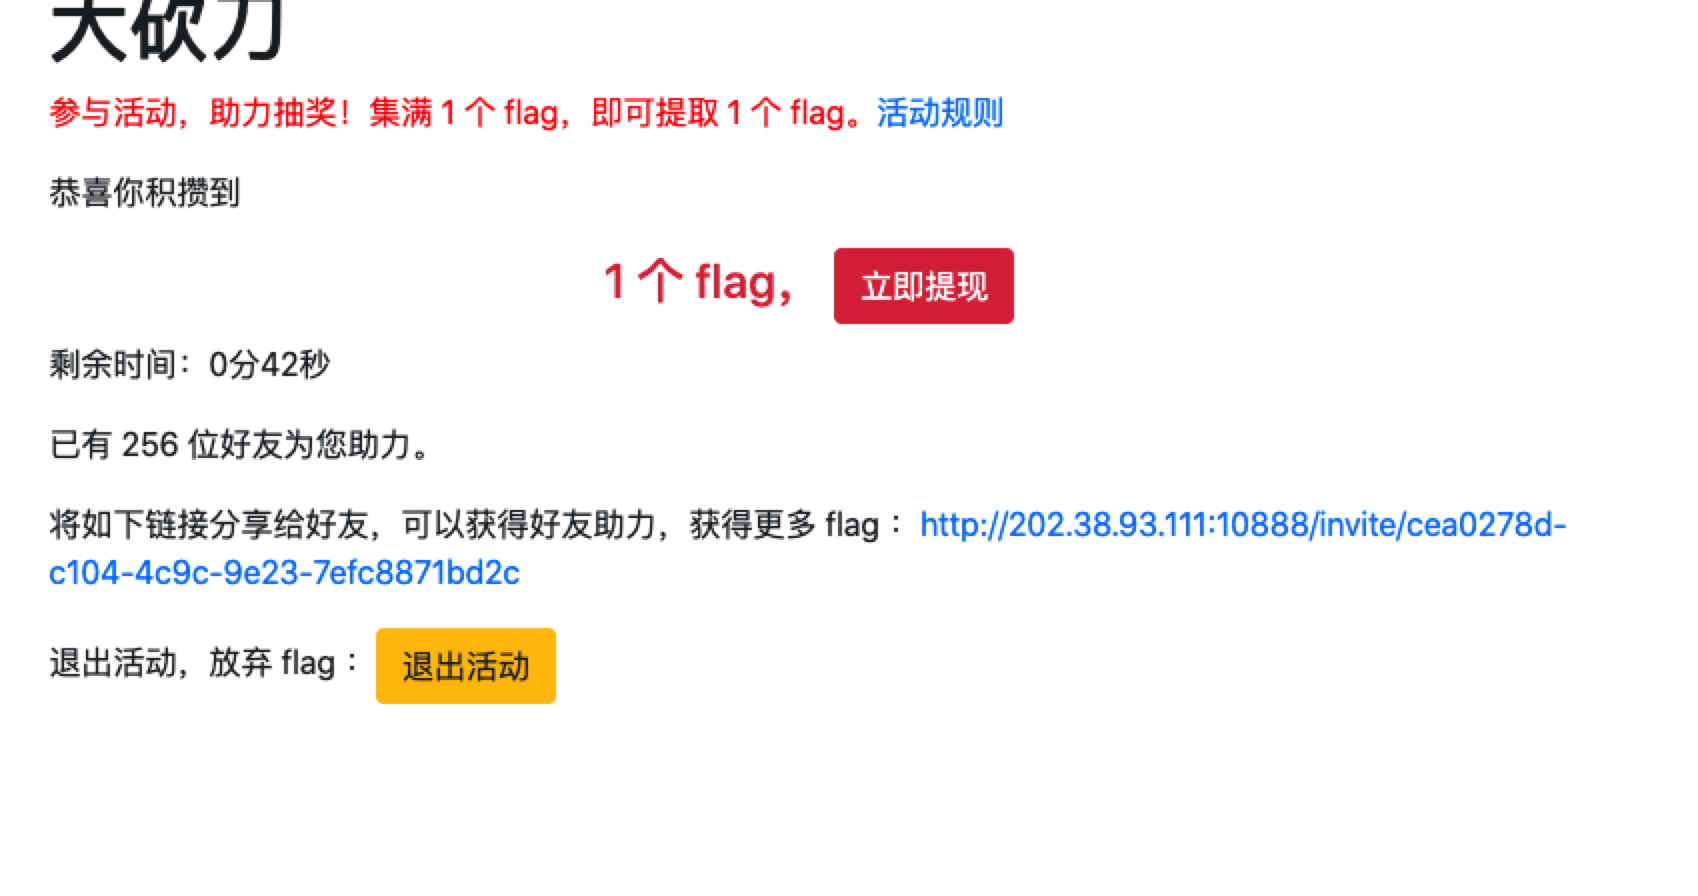 大砍刀
参与活动，助力抽奖！集满 1 个 flag，即可提取 1 个 flag。活动规则
恭喜你积攒到
1 个 flag， 立即提现
剩余时间：0分42秒
已有 256 位好友为您助力。
将如下链接分享给好友，可以获得好友助力，获得更多 flag ： http://202.38.93.111:10888/invite/cea0278d-
c104-4c9c-9e23-7efc8871bd2c
退出活动，放弃 flag ： 退出活动